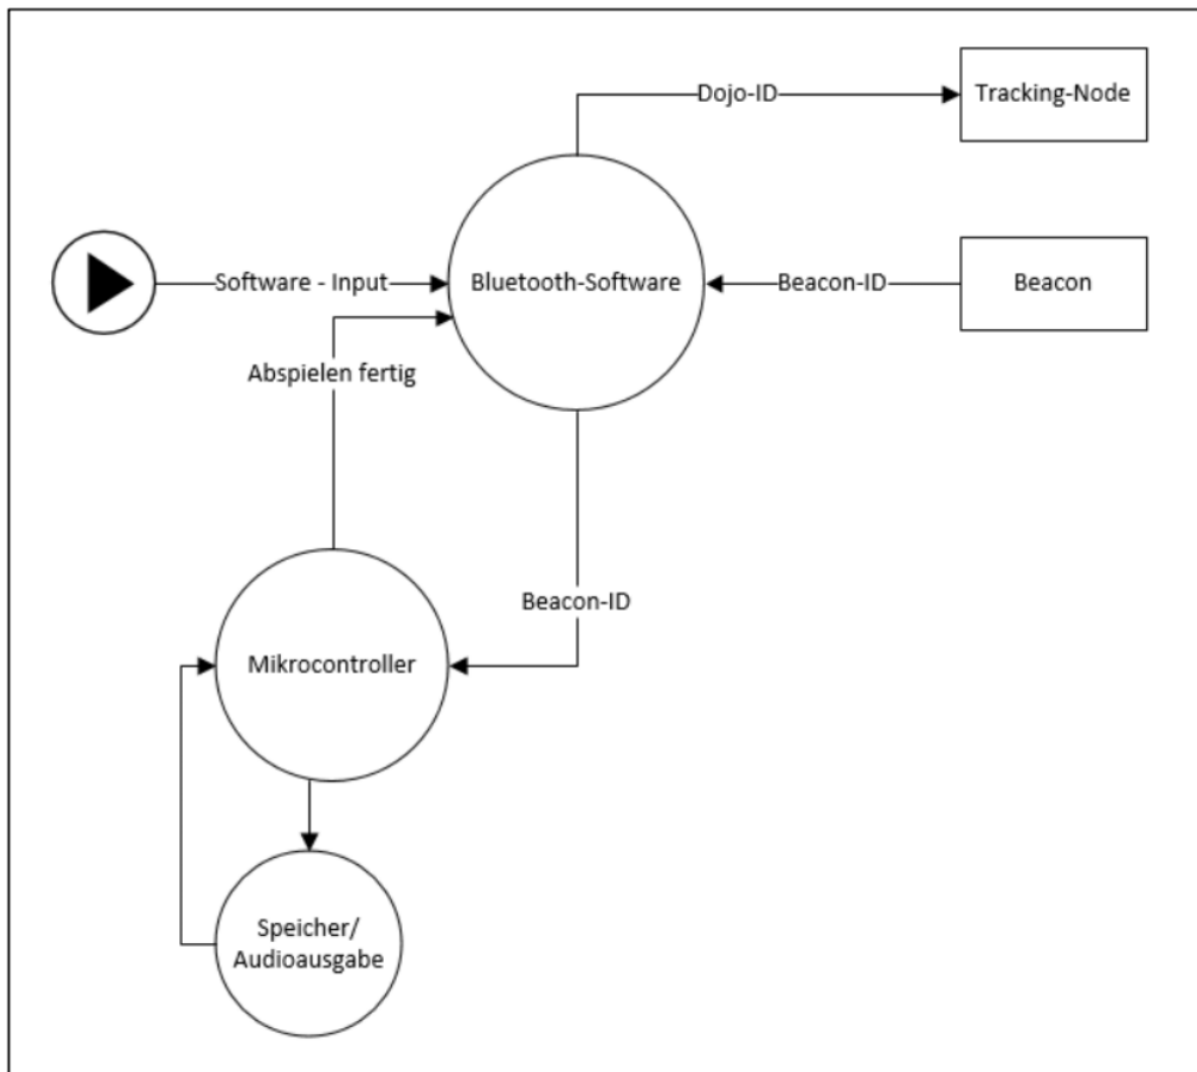 Dojo-ID
Tracking-Node
Software - Input
Bluetooth-Software
Beacon-ID
Beacon
Abspielen fertig
Beacon-ID
Mikrocontroller
Speicher/
Audioausgabe